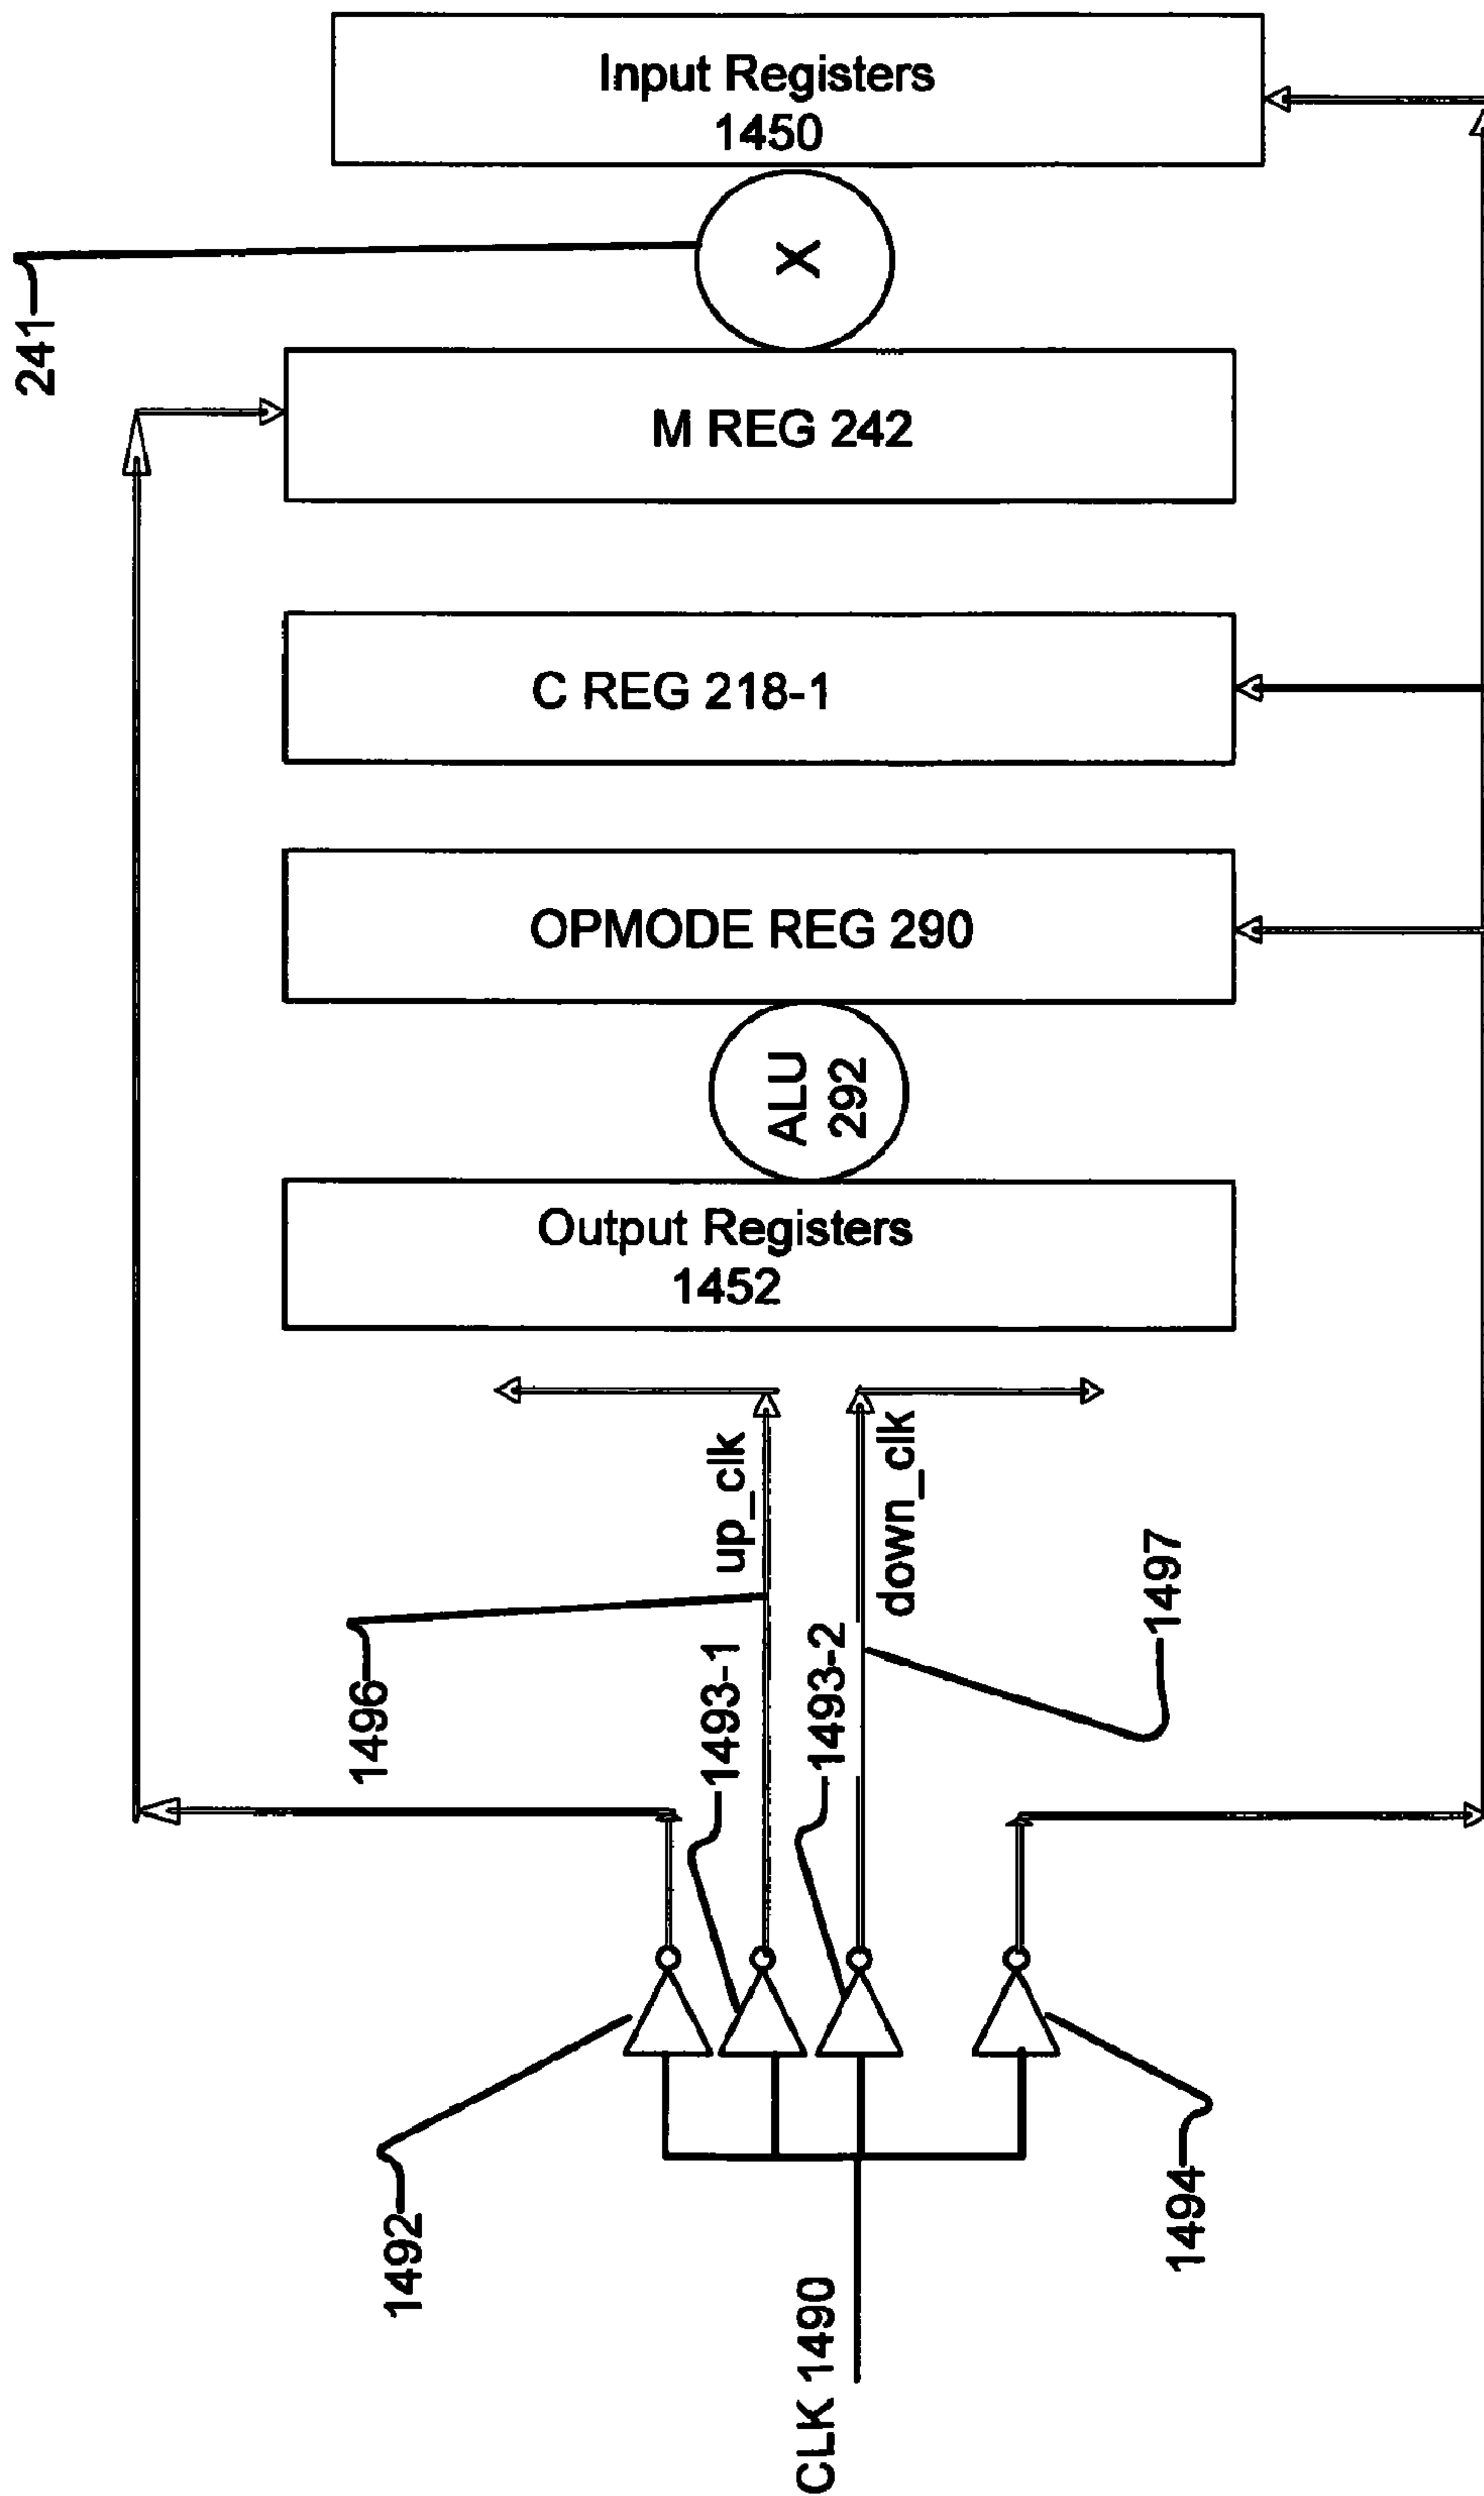 Input Registers
1450
X
241
M REG 242
C REG 218-1
OPMODE REG 290
ALU
292
Output Registers
1452
up_clk
down_clk
1496
1493-1
1493-2
1497
1492
1494
CLK 1490